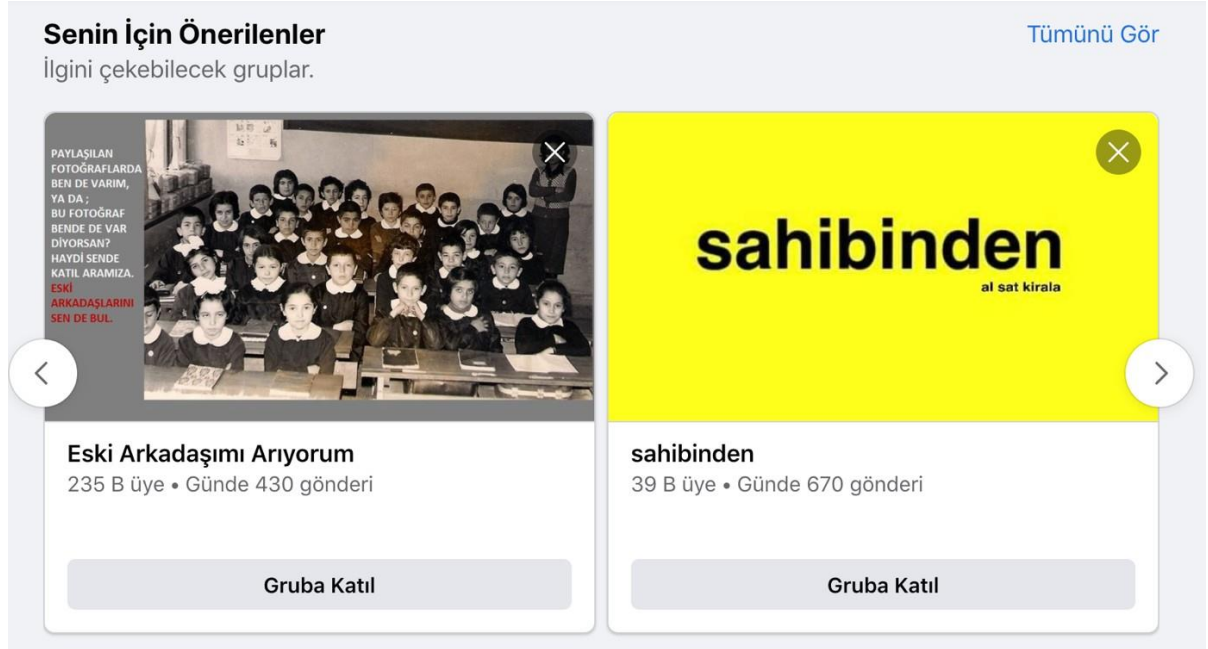 Senin İçin Önerilenler
Tümünü Gör
İlgini çekebilecek gruplar.
PAYLAŞILAN
FOTOĞRAFLARDA
BEN DE VARIM,
YA DA ;
BU FOTOĞRAF
BENDE DE VAR
DİYORSAN?
HAYDİ SENDE
KATIL ARAMIZA.
ESKİ
ARKADAŞLARINI
SEN DE BUL.
sahibinden
al sat kirala
Eski Arkadaşımı Arıyorum
235 B üye • Günde 430 gönderi
Gruba Katıl
sahibinden
39 B üye • Günde 670 gönderi
Gruba Katıl